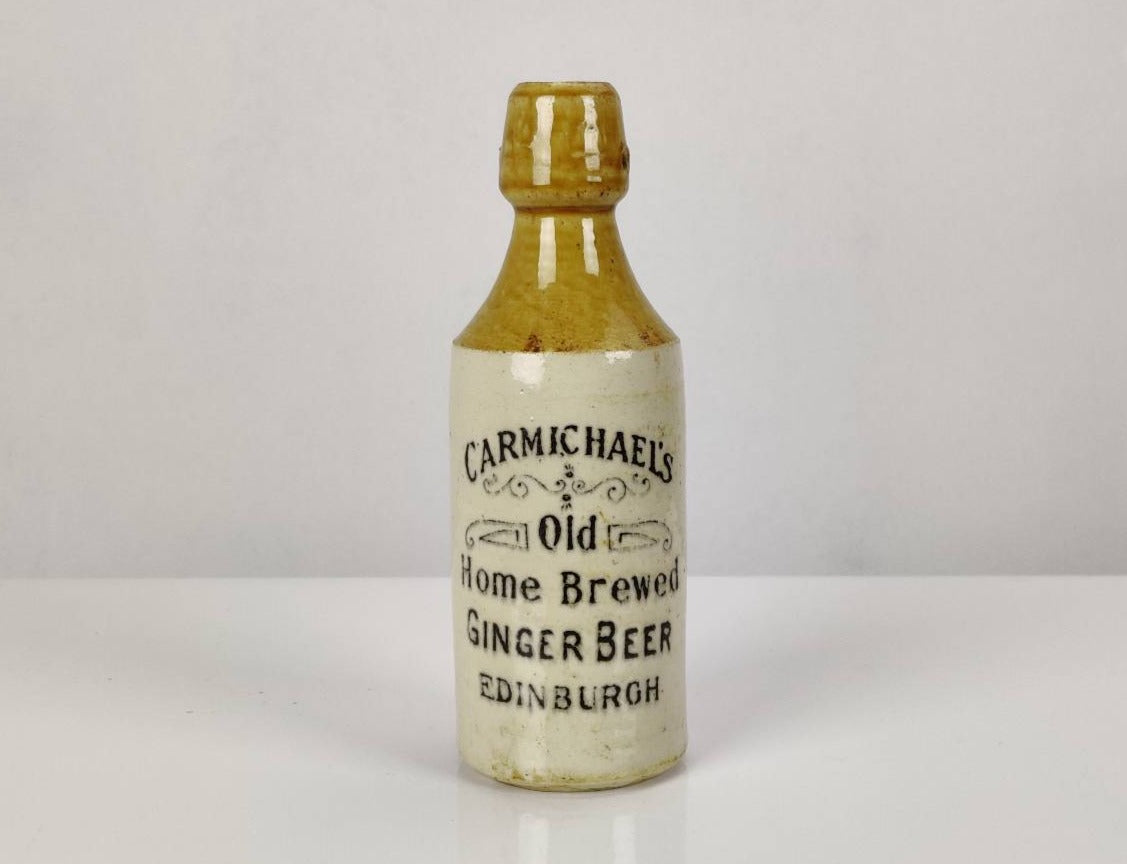 CARMICHAEL'S
Old
Home Brewed
GINGER BEER
EDINBURGH